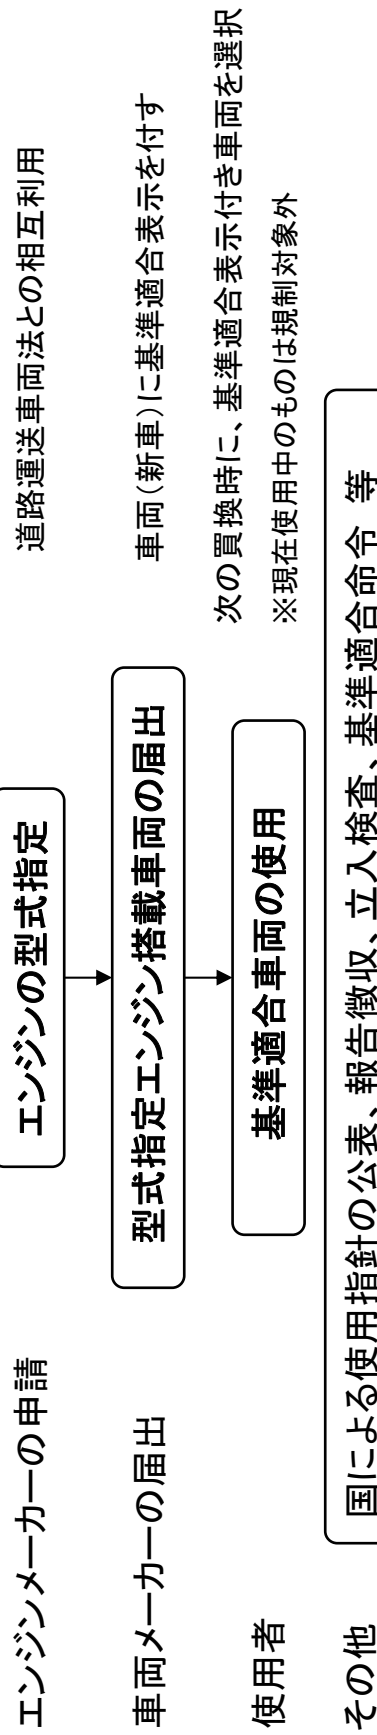 エンジンメーカーの申請
エンジンの型式指定
道路運送車両法との相互利用
車両メーカーの届出
型式指定エンジン搭載車両の届出
車両（新車）に基準適合表示を付す
使用者
基準適合車両の使用
次の買換時に、基準適合表示付き車両を選択
※現在使用中のものは規制対象外
その他
国による使用指針の公表、報告徴収、立入検査、基準適合命令 等